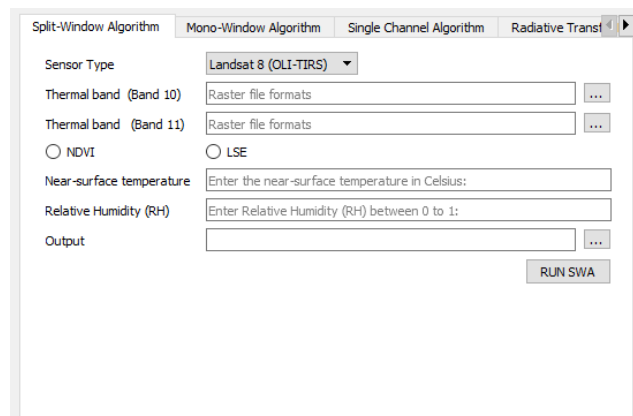 Split-Window Algorithm Mono-Window Algorithm Single Channel Algorithm Radiative Transf
Sensor Type Landsat 8 (OLI-TIRS)
Thermal band (Band 10) Raster file formats ...
Thermal band (Band 11) Raster file formats ...
NDVI LSE
Near-surface temperature Enter the near-surface temperature in Celsius:
Relative Humidity (RH) Enter Relative Humidity (RH) between 0 to 1:
Output ...
RUN SWA